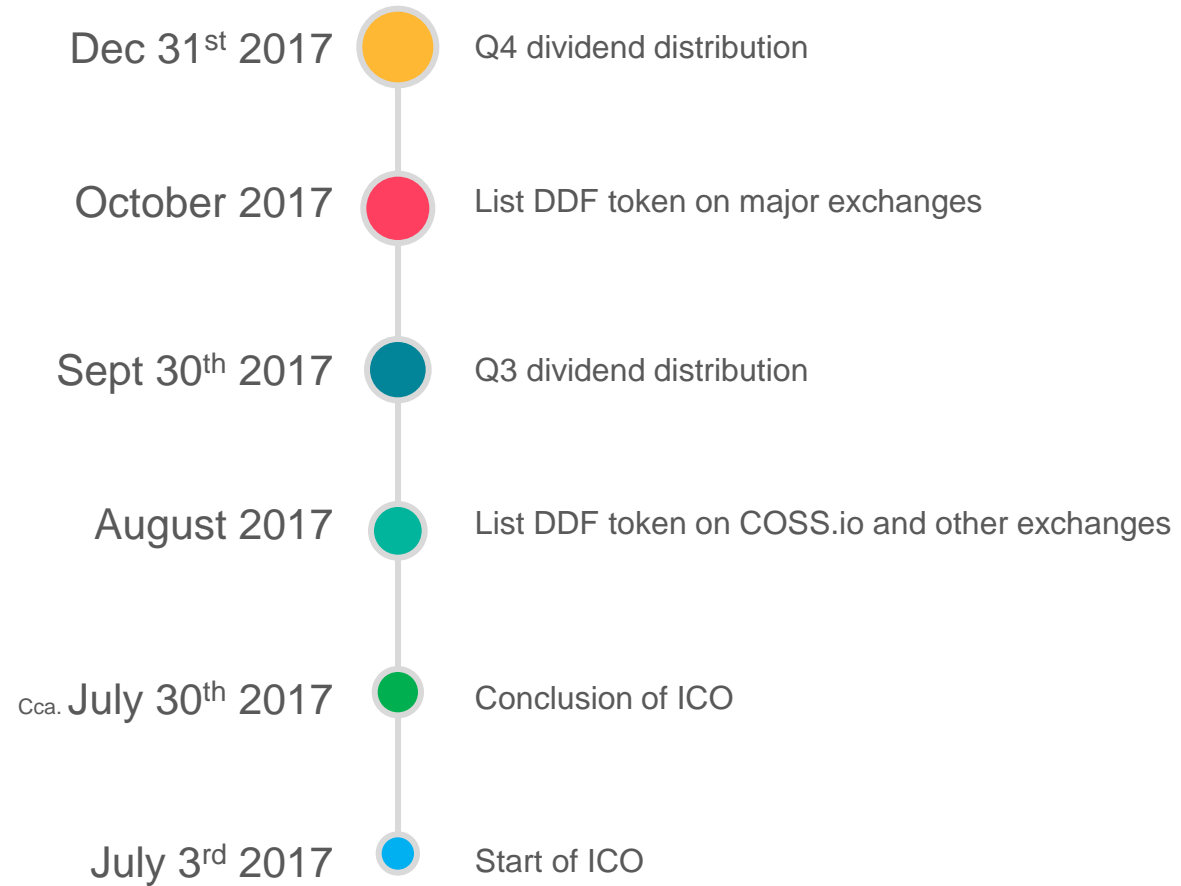 Dec 31st 2017 Q4 dividend distribution
October 2017 List DDF token on major exchanges
Sept 30th 2017 Q3 dividend distribution
August 2017 List DDF token on COSS.io and other exchanges
Cca. July 30th 2017 Conclusion of ICO
July 3rd 2017 Start of ICO